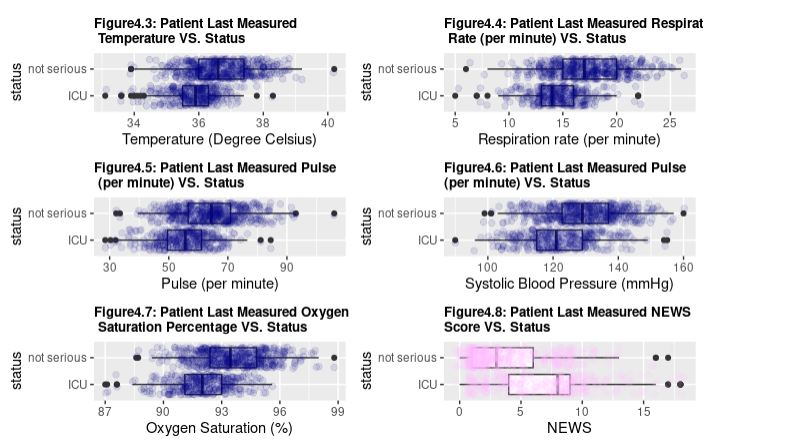 Figure4.3: Patient Last Measured
Temperature VS. Status
status
not serious
ICU
34 36 38 40
Temperature (Degree Celsius)
Figure4.4: Patient Last Measured Respirat
Rate (per minute) VS. Status
status
not serious
ICU
5 10 15 20 25
Respiration rate (per minute)
Figure4.5: Patient Last Measured Pulse
(per minute) VS. Status
status
not serious
ICU
30 50 70 90
Pulse (per minute)
Figure4.6: Patient Last Measured Pulse
(per minute) VS. Status
status
not serious
ICU
100 120 140 160
Systolic Blood Pressure (mmHg)
Figure4.7: Patient Last Measured Oxygen
Saturation Percentage VS. Status
status
not serious
ICU
87 90 93 96 99
Oxygen Saturation (%)
Figure4.8: Patient Last Measured NEWS
Score VS. Status
status
not serious
ICU
0 5 10 15
NEWS